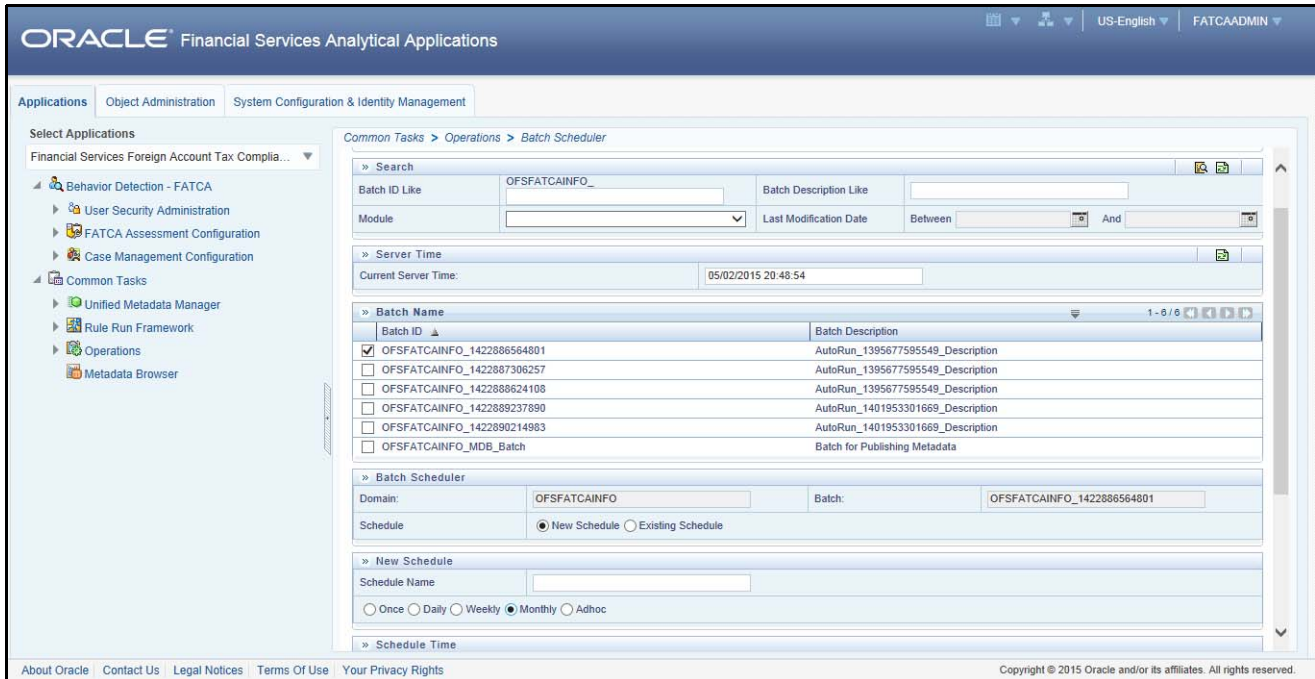 US-English
FATCAADMIN
ORACLE® Financial Services Analytical Applications
Applications
Object Administration
System Configuration & Identity Management
Select Applications
Financial Services Foreign Account Tax Complia...
Behavior Detection - FATCA
User Security Administration
FATCA Assessment Configuration
Case Management Configuration
Common Tasks
Unified Metadata Manager
Rule Run Framework
Operations
Metadata Browser
Common Tasks > Operations > Batch Scheduler
» Search
Batch ID Like OFSFATCAINFO_ Batch Description Like
Module Last Modification Date Between And
» Server Time
Current Server Time: 05/02/2015 20:48:54
» Batch Name 1 - 6 / 6
Batch ID Batch Description
OFSFATCAINFO_1422886564801 AutoRun_1395677595549_Description
OFSFATCAINFO_1422887306257 AutoRun_1395677595549_Description
OFSFATCAINFO_1422888624108 AutoRun_1395677595549_Description
OFSFATCAINFO_1422889237890 AutoRun_1401953301669_Description
OFSFATCAINFO_1422890214983 AutoRun_1401953301669_Description
OFSFATCAINFO_MDB_Batch Batch for Publishing Metadata
» Batch Scheduler
Domain: OFSFATCAINFO Batch: OFSFATCAINFO_1422886564801
Schedule New Schedule Existing Schedule
» New Schedule
Schedule Name
Once Daily Weekly Monthly Adhoc
» Schedule Time
About Oracle Contact Us Legal Notices Terms Of Use Your Privacy Rights
Copyright © 2015 Oracle and/or its affiliates. All rights reserved.